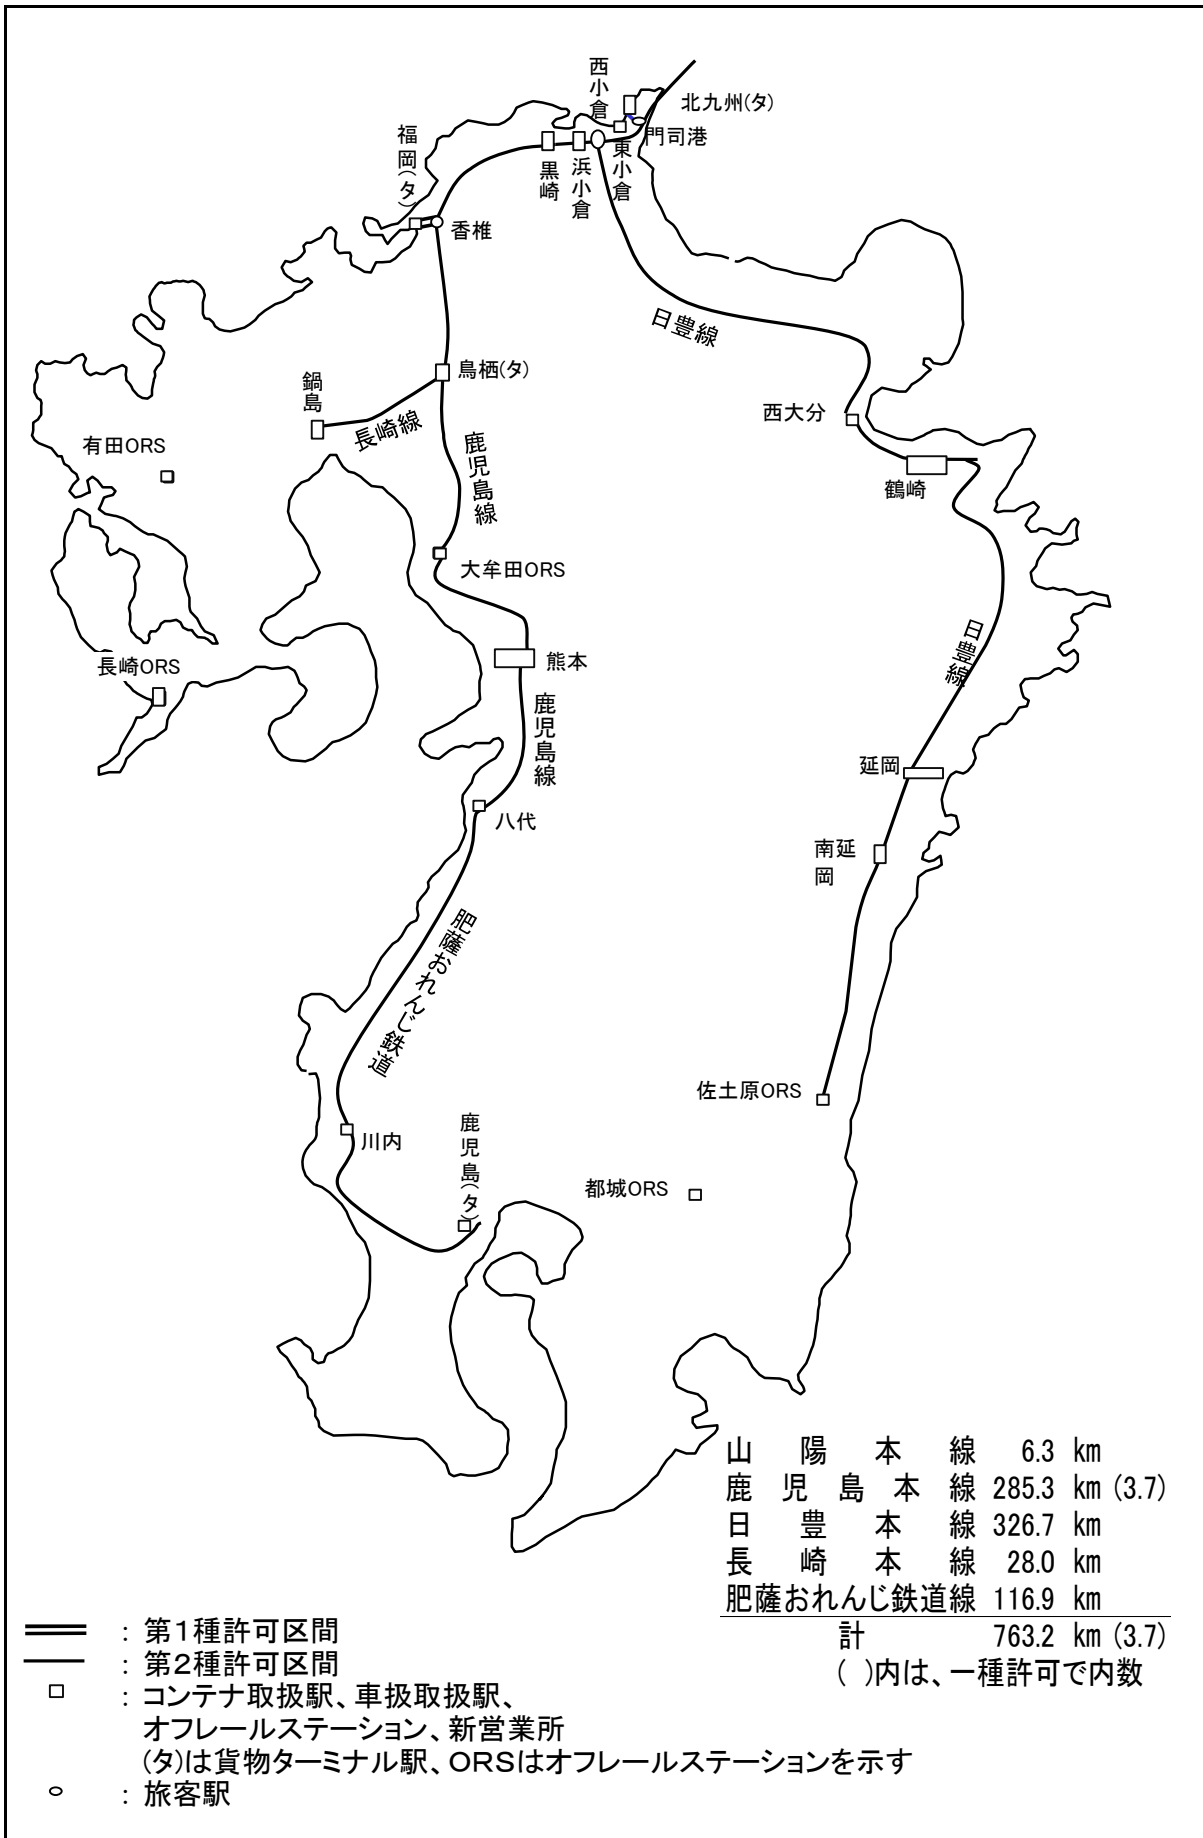 西小倉
北九州(タ)
門司港
福岡(タ)
黒崎
浜小倉
東小倉
香椎
日豊線
鳥栖(タ)
鍋島
長崎線
西大分
有田ORS
鹿児島線
鶴崎
大牟田ORS
日豊線
長崎ORS
熊本
鹿児島線
延岡
八代
南延
岡
肥薩おれんじ鉄道
佐土原ORS
川内
鹿児島(タ)
都城ORS
山陽本線 6.3 km
鹿児島本線 285.3 km (3.7)
日豊本線 326.7 km
長崎本線 28.0 km
肥薩おれんじ鉄道線 116.9 km
計 763.2 km (3.7)
( )内は、一種許可で内数
: 第1種許可区間
: 第2種許可区間
: コンテナ取扱駅、車扱取扱駅、
オフレールステーション、新営業所
(タ)は貨物ターミナル駅、ORSはオフレールステーションを示す
: 旅客駅